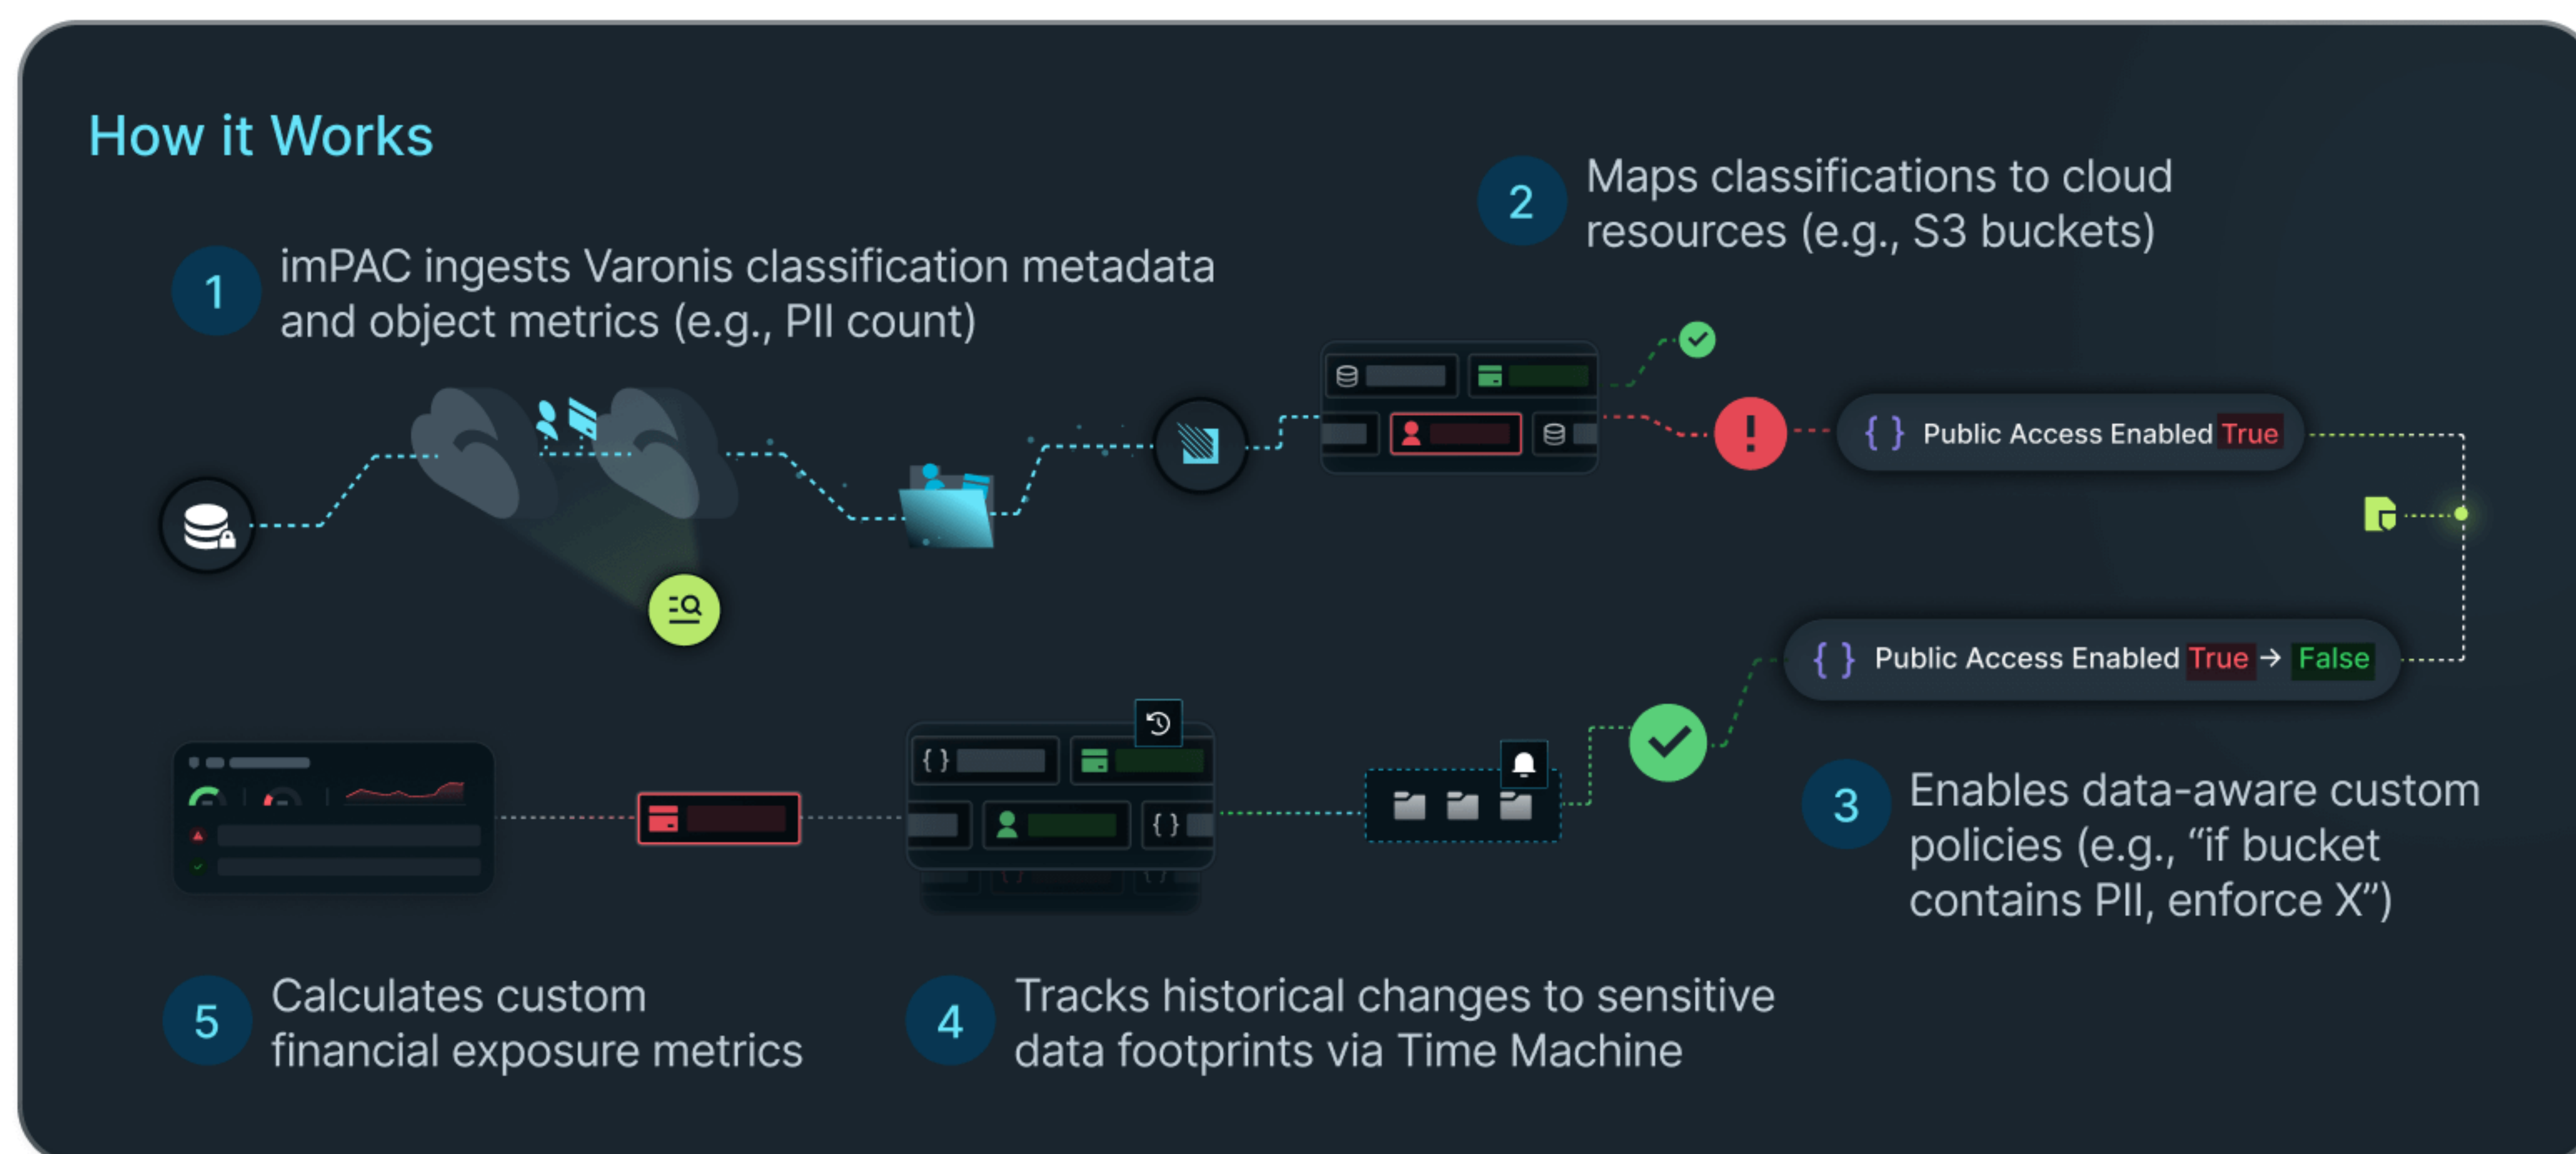 How it Works
1
imPAC ingests Varonis classification metadata
and object metrics (e.g., PII count)
2
Maps classifications to cloud
resources (e.g., S3 buckets)
{ } Public Access Enabled True
{ } Public Access Enabled True → False
3
Enables data-aware custom
policies (e.g., “if bucket
contains PII, enforce X”)
4
Tracks historical changes to sensitive
data footprints via Time Machine
5
Calculates custom
financial exposure metrics